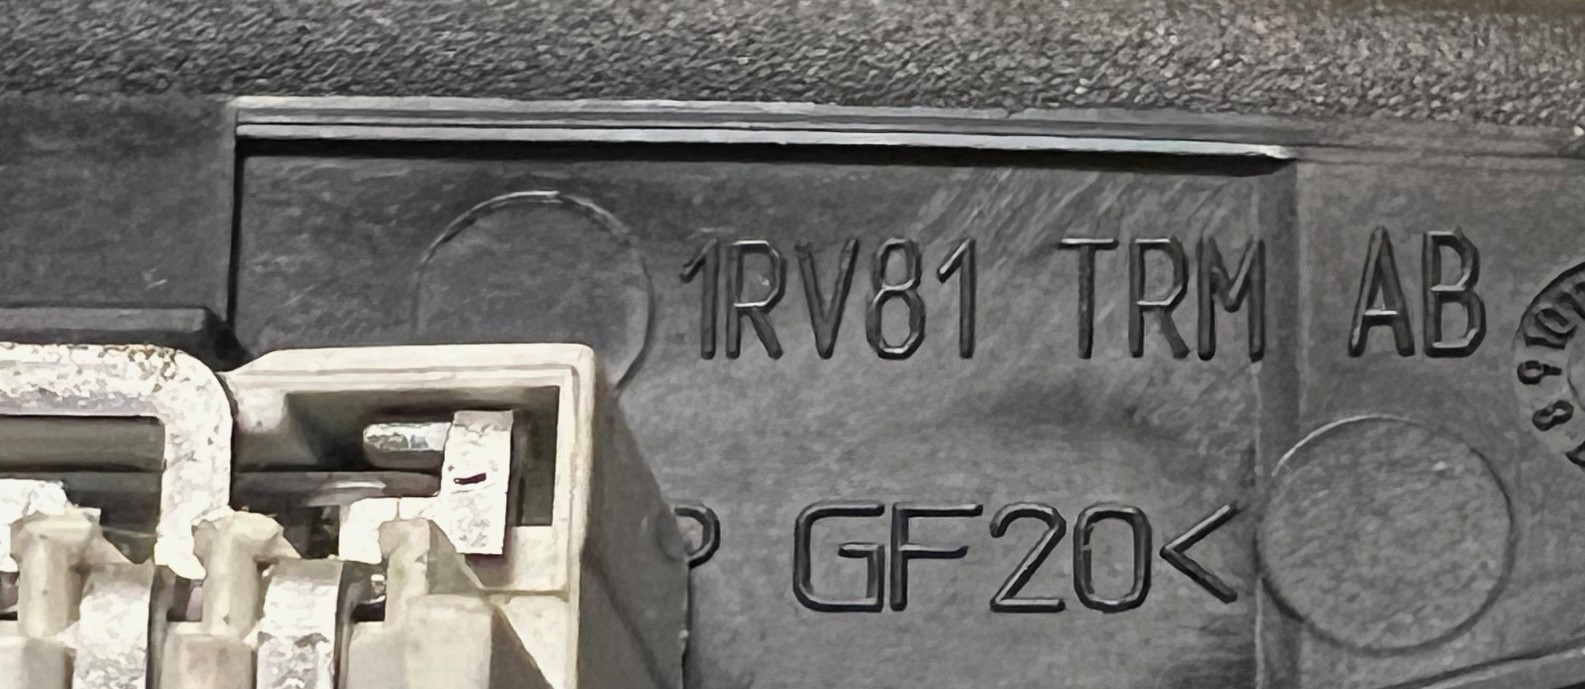 1RV81 TRM AB
P GF20<